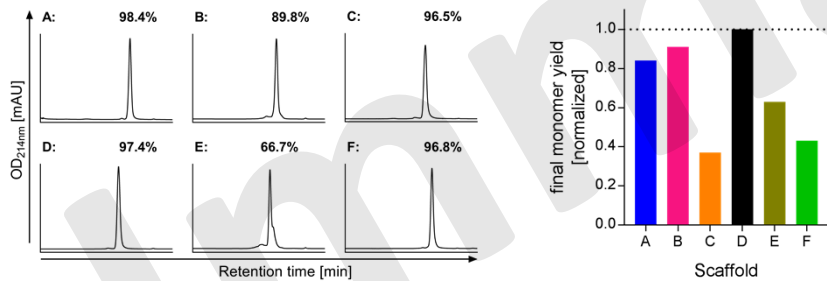 A: 98.4%
B: 89.8%
C: 96.5%
D: 97.4%
E: 66.7%
F: 96.8%
OD214nm [mAU]
Retention time [min]
final monomer yield
[normalized]
1.0
0.8
0.6
0.4
0.2
0.0
A B C D E F
Scaffold